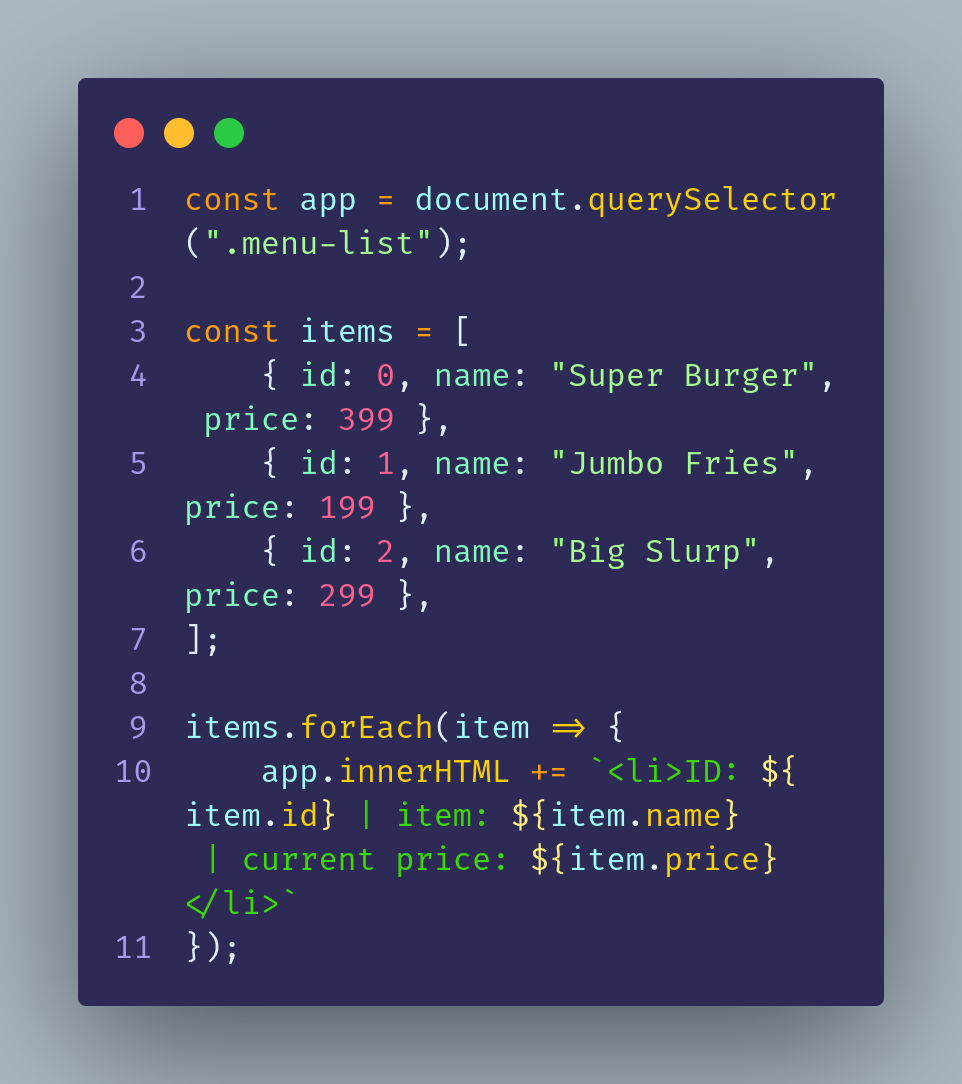 1 const app = document.querySelector
(".menu-list");
2
3 const items = [
4     { id: 0, name: "Super Burger",
 price: 399 },
5     { id: 1, name: "Jumbo Fries",
price: 199 },
6     { id: 2, name: "Big Slurp",
price: 299 },
7 ];
8
9 items.forEach(item => {
10     app.innerHTML += `<li>ID: ${
item.id} | item: ${item.name}
 | current price: ${item.price}
</li>`
11 });